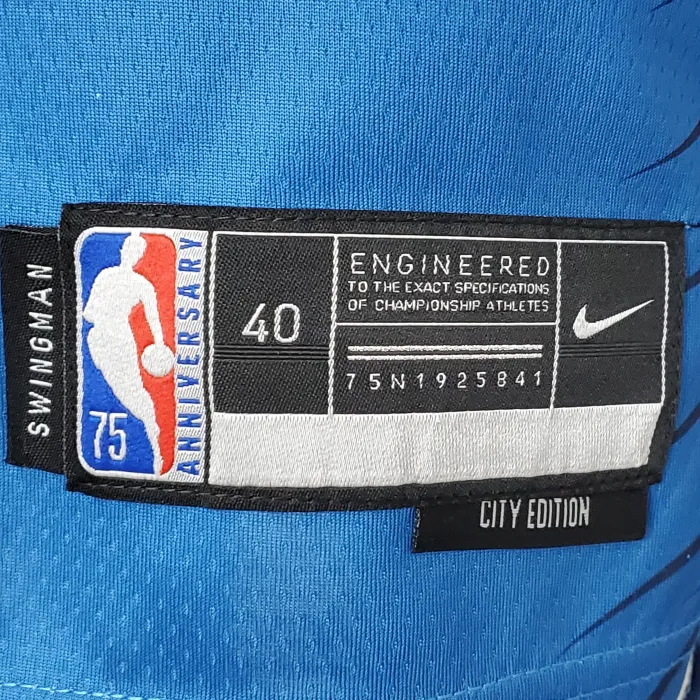 SWINGMAN
75
ANNIVERSARY
40
ENGINEERED
TO THE EXACT SPECIFICATIONS
OF CHAMPIONSHIP ATHLETES
75N1925841
CITY EDITION